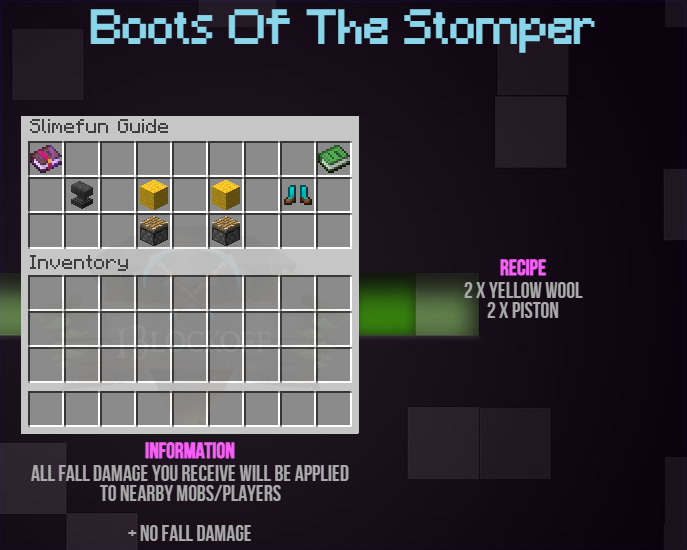 Boots Of The Stomper
Slimefun Guide
Inventory
RECIPE
2 X YELLOW WOOL
2 X PISTON
IBLOCKOFF
INFORMATION
ALL FALL DAMAGE YOU RECEIVE WILL BE APPLIED
TO NEARBY MOBS/PLAYERS
+ NO FALL DAMAGE